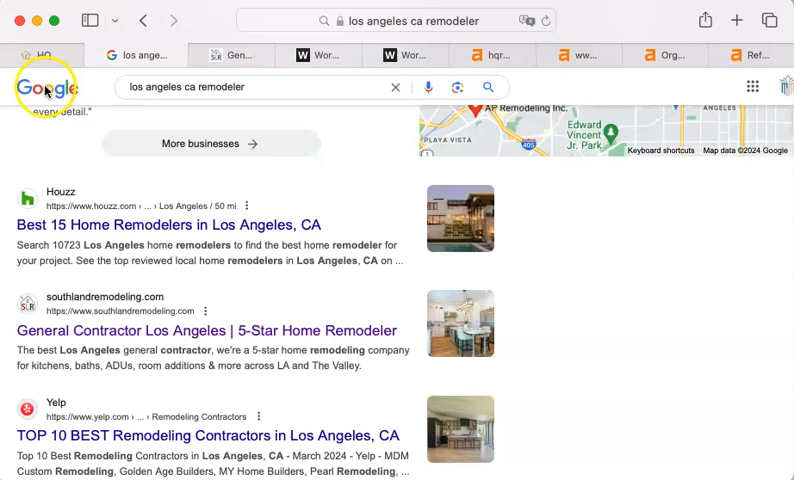 los angeles ca remodeler
HQ
los ange...
Gen...
Wor...
Wor...
hqr...
ww...
Org...
Ref...
Google
los angeles ca remodeler
every detail."
More businesses
AP Remodeling Inc.
ANGELES
PLAYA VISTA
405
Edward
Vincent
Jr. Park
1
Keyboard shortcuts
Map data ©2024 Google
Houzz
https://www.houzz.com › ... › Los Angeles / 50 mi
Best 15 Home Remodelers in Los Angeles, CA
Search 10723 Los Angeles home remodelers to find the best home remodeler for
your project. See the top reviewed local home remodelers in Los Angeles, CA on ...
SLR
southlandremodeling.com
https://www.southlandremodeling.com
General Contractor Los Angeles | 5-Star Home Remodeler
The best Los Angeles general contractor, we're a 5-star home remodeling company
for kitchens, baths, ADUs, room additions & more across LA and The Valley.
Yelp
https://www.yelp.com › ... › Remodeling Contractors
TOP 10 BEST Remodeling Contractors in Los Angeles, CA
Top 10 Best Remodeling Contractors in Los Angeles, CA - March 2024 - Yelp - MDM
Custom Remodeling, Golden Age Builders, MY Home Builders, Pearl Remodeling, ...